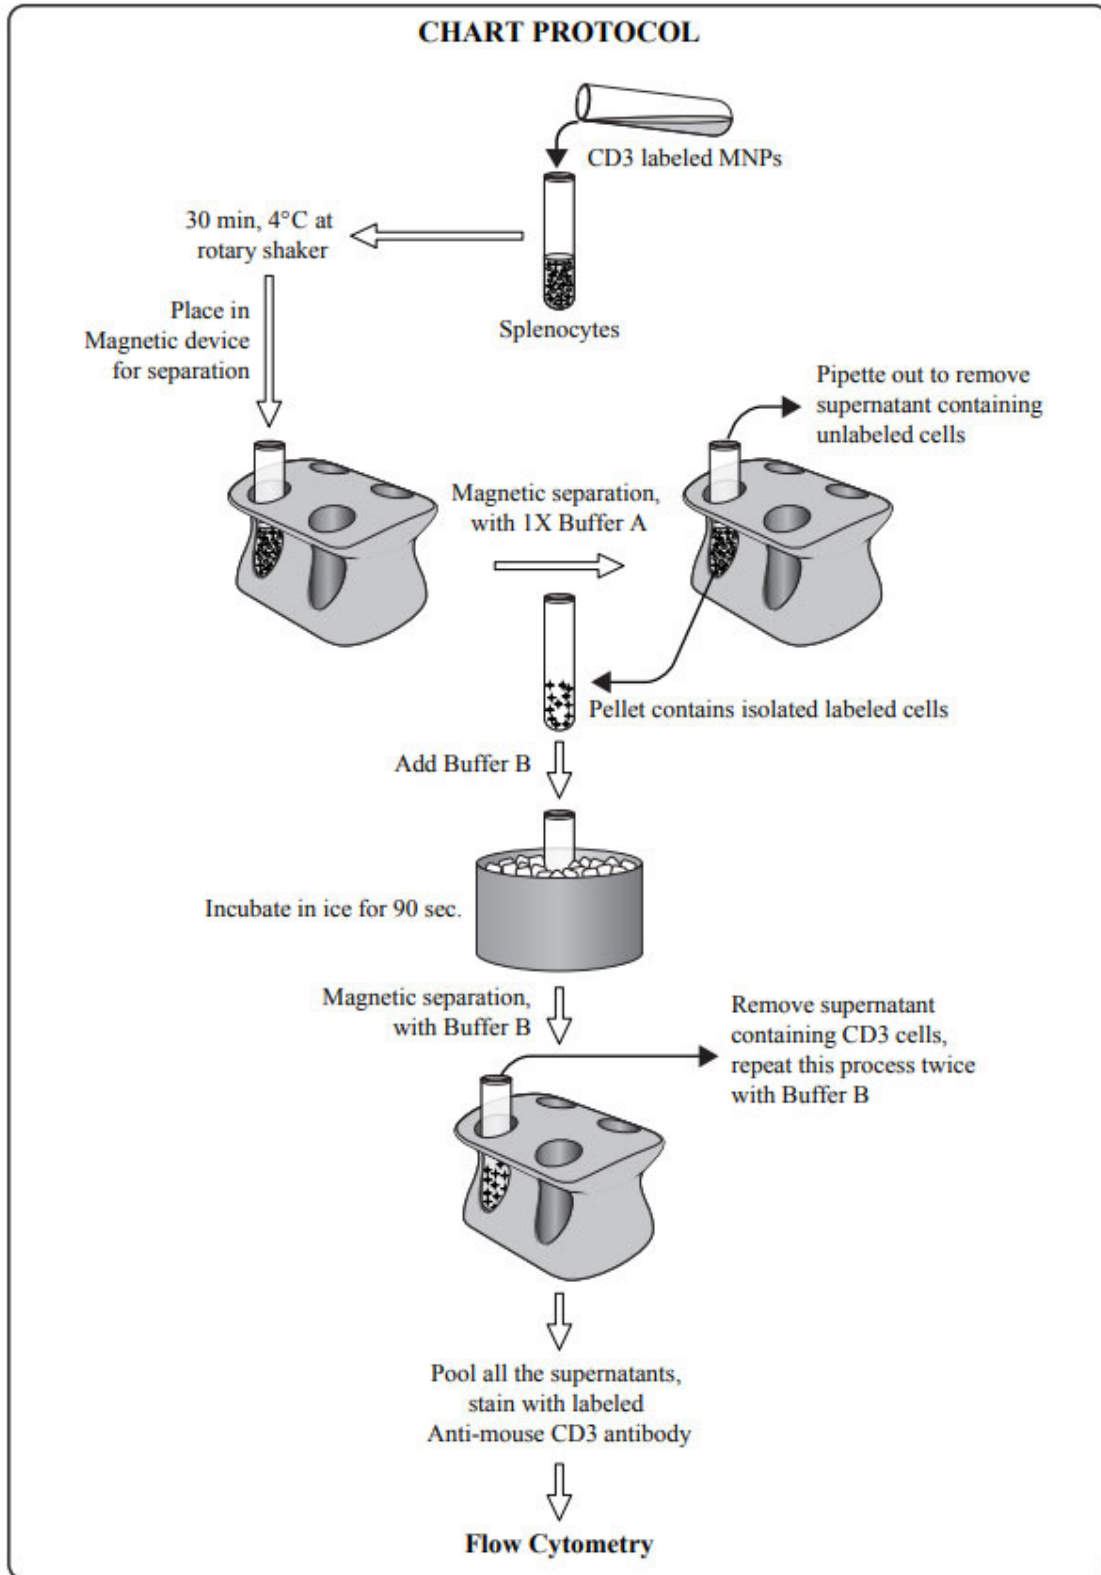 CHART PROTOCOL
CD3 labeled MNPs
30 min, 4°C at
rotary shaker
Splenocytes
Place in
Magnetic device
for separation
Pipette out to remove
supernatant containing
unlabeled cells
Magnetic separation,
with 1X Buffer A
Pellet contains isolated labeled cells
Add Buffer B
Incubate in ice for 90 sec.
Magnetic separation,
with Buffer B
Remove supernatant
containing CD3 cells,
repeat this process twice
with Buffer B
Pool all the supernatants,
stain with labeled
Anti-mouse CD3 antibody
Flow Cytometry